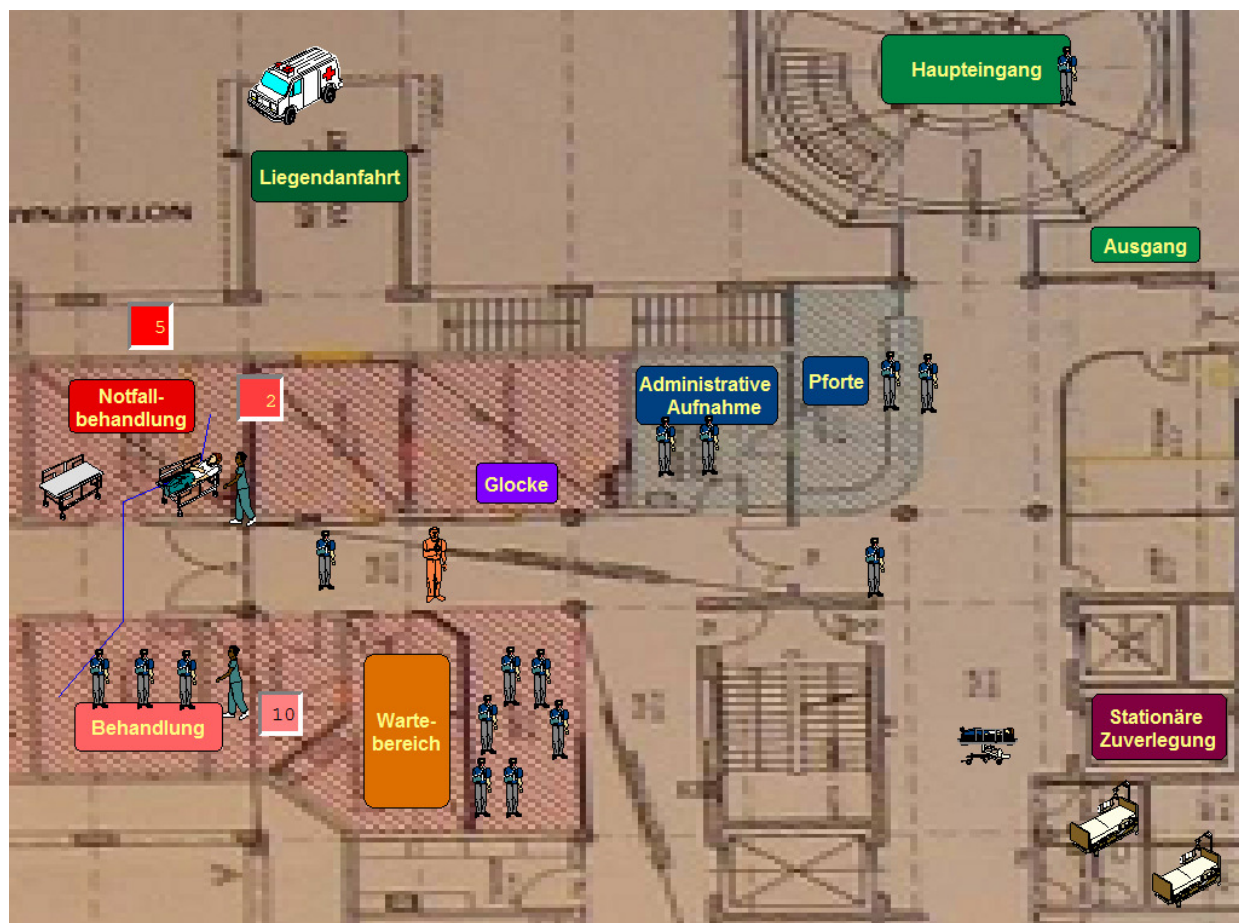 Haupteingang
Liegendanfahrt
Ausgang
5
2
Notfall-
behandlung
Administrative
Aufnahme
Pforte
Glocke
Behandlung
10
Warte-
bereich
Stationäre
Zuverlegung